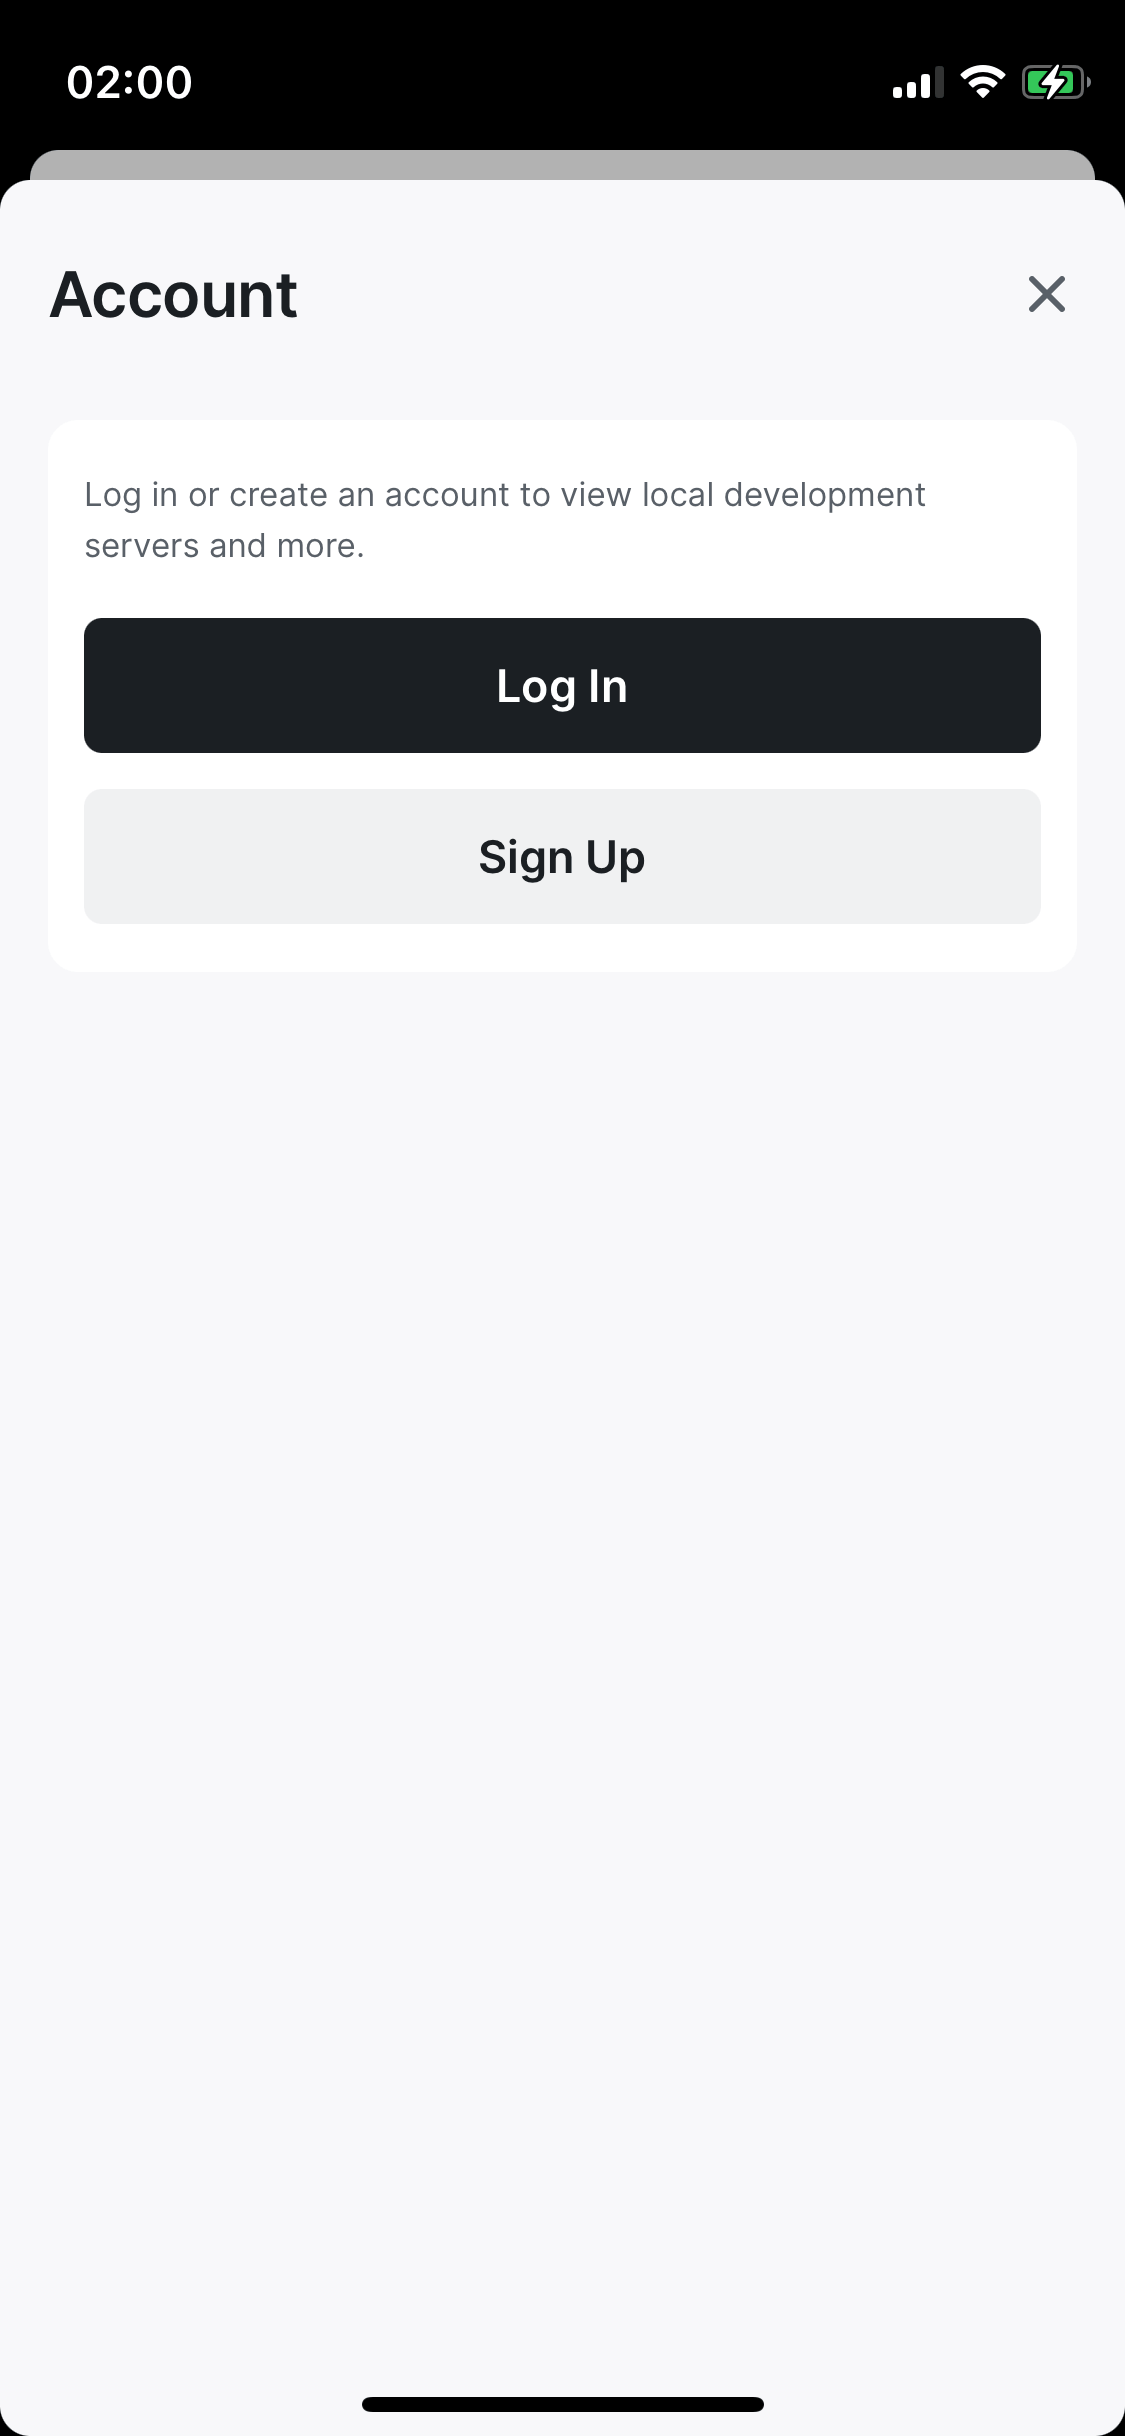 02:00
Account
Log in or create an account to view local development
servers and more.
Log In
Sign Up